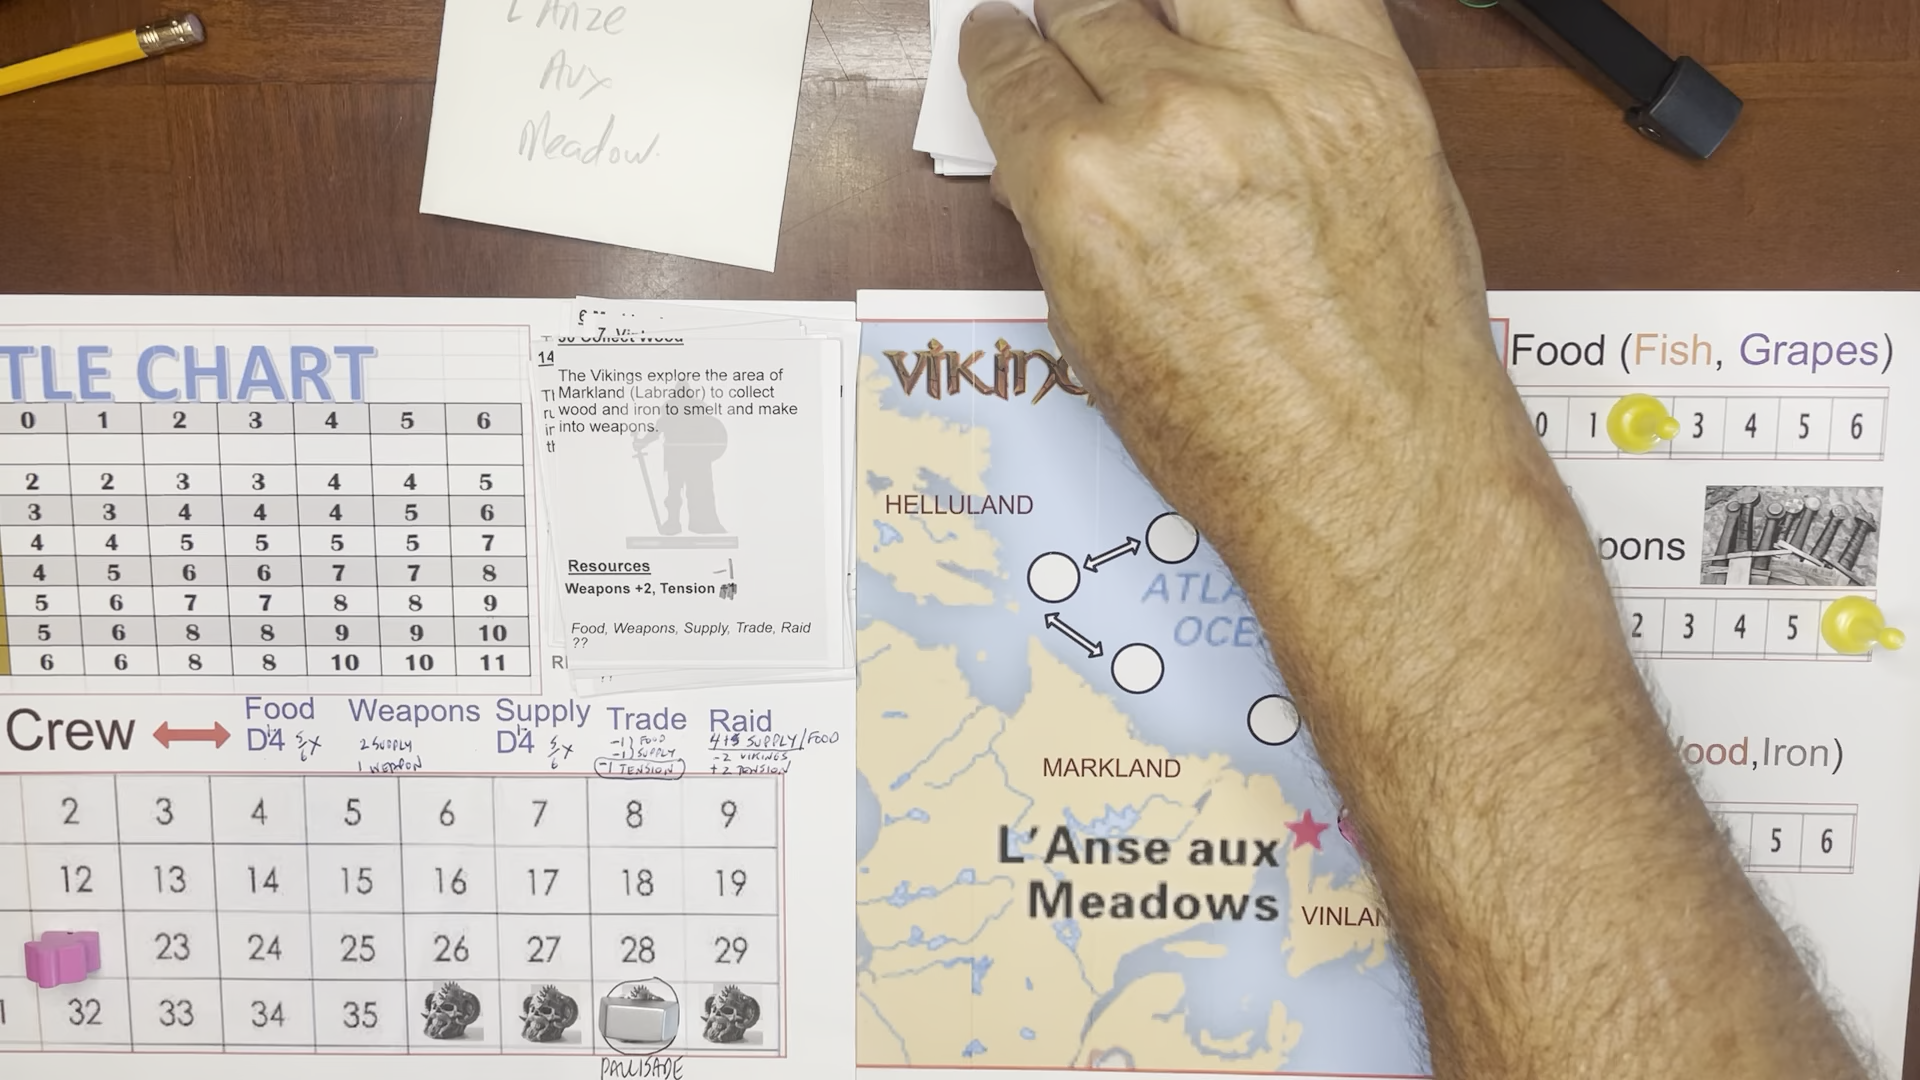 L'Anze
Aux
Meadow.
TLE CHART
0 1 2 3 4 5 6
2 2 3 3 4 4 5
3 3 4 4 4 5 6
4 4 5 5 5 5 7
4 5 6 6 7 7 8
5 6 7 7 8 8 9
5 6 8 8 9 9 10
6 6 8 8 10 10 11
14
The Vikings explore the area of
Markland (Labrador) to collect
wood and iron to smelt and make
into weapons.
Resources
-1
Weapons +2, Tension
Food, Weapons, Supply, Trade, Raid
??
Crew
Food
D4
Weapons
2 SUPPLY
1 WEAPON
Supply
D4
Trade
-1 FOOD
-1 SUPPLY
-1 TENSION
Raid
4+5 SUPPLY/FOOD
-2 VIKINGS
+2 TENSION
2 3 4 5 6 7 8 9
12 13 14 15 16 17 18 19
23 24 25 26 27 28 29
32 33 34 35
PALLISADE
HELLULAND
MARKLAND
L'Anse aux
Meadows
Food (Fish, Grapes)
0 1 3 4 5 6
pons
2 3 4 5
ood,Iron)
5 6